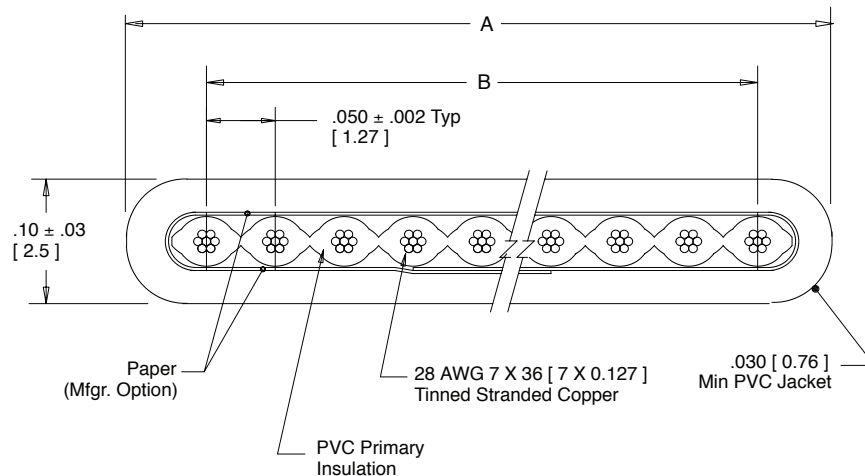 A
B
.050 ± .002 Typ
[ 1.27 ]
.10 ± .03
[ 2.5 ]
Paper
(Mfgr. Option)
28 AWG 7 X 36 [ 7 X 0.127 ]
Tinned Stranded Copper
.030 [ 0.76 ]
Min PVC Jacket
PVC Primary
Insulation